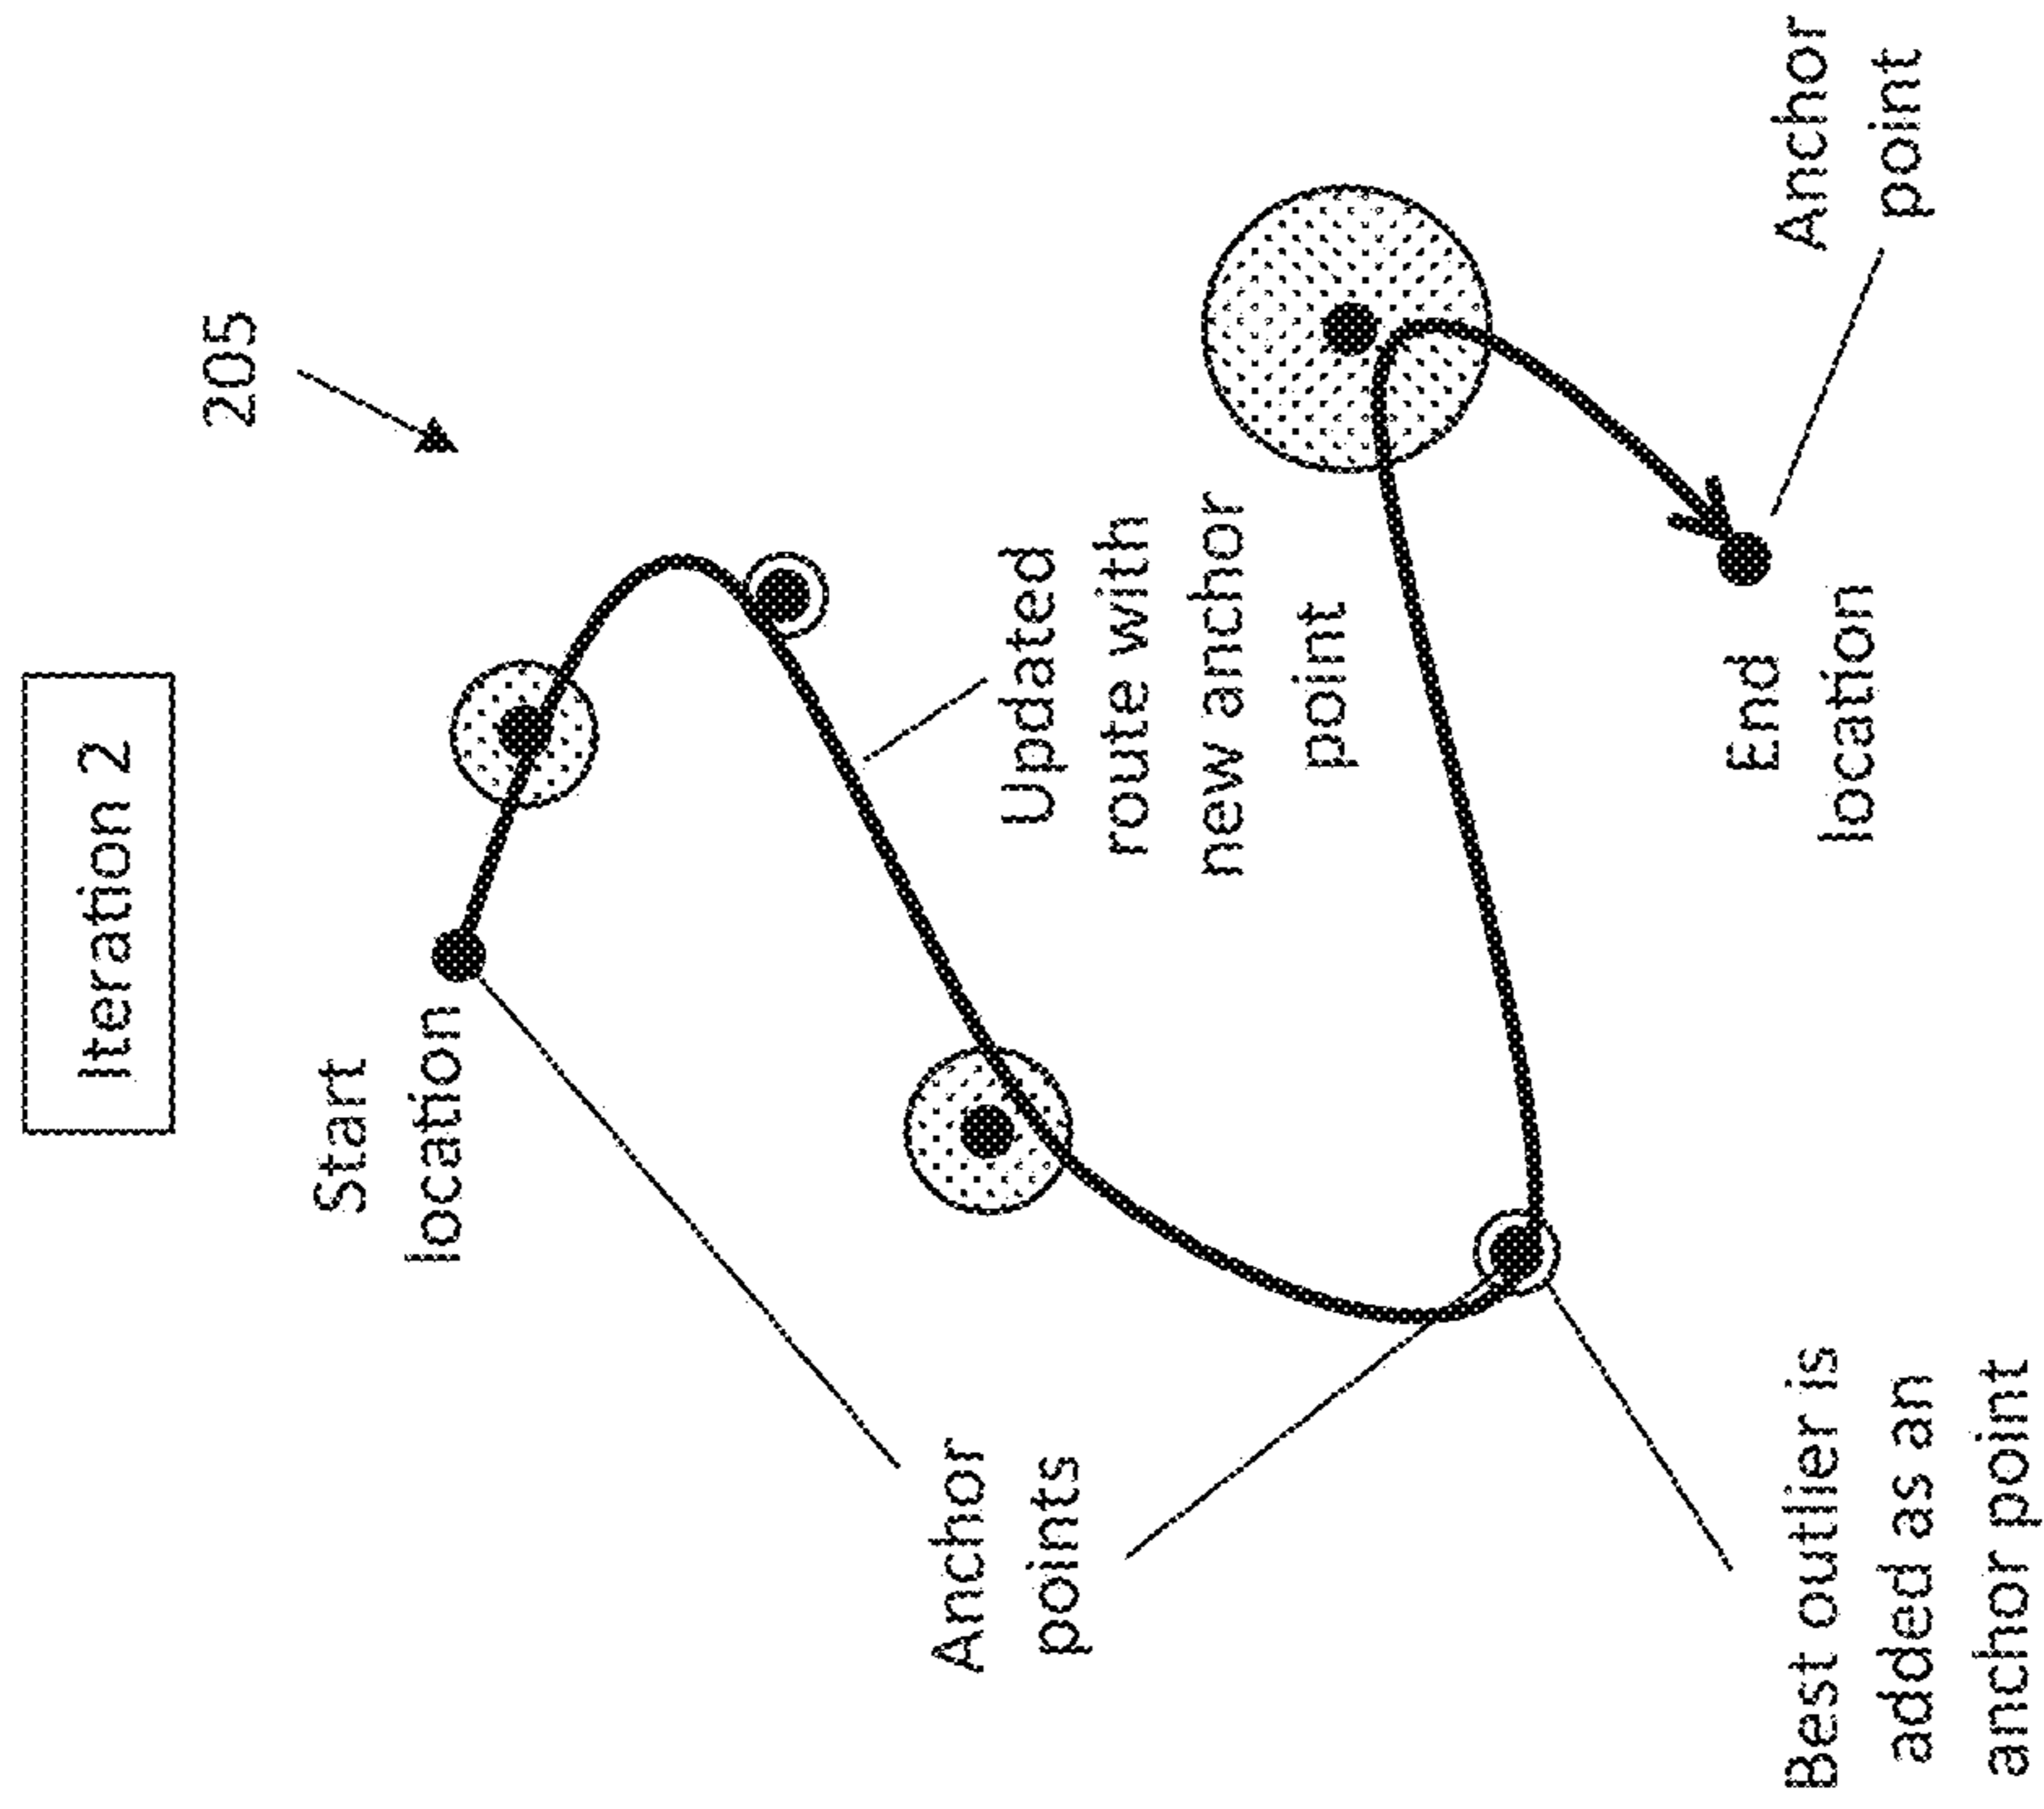 Iteration 2
205
Start
location
Updated
route with
new anchor
point
Anchor
points
Anchor
point
End
location
Best outlier is
added as an
anchor point